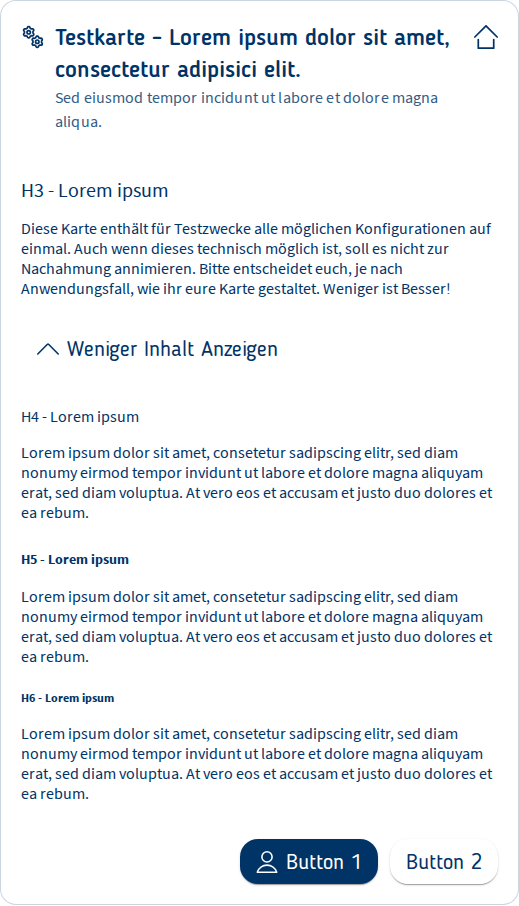 Testkarte - Lorem ipsum dolor sit amet,
consectetur adipisici elit.
Sed eiusmod tempor incidunt ut labore et dolore magna
aliqua.
H3 - Lorem ipsum
Diese Karte enthält für Testzwecke alle möglichen Konfigurationen auf
einmal. Auch wenn dieses technisch möglich ist, soll es nicht zur
Nachahmung annimieren. Bitte entscheidet euch, je nach
Anwendungsfall, wie ihr eure Karte gestaltet. Weniger ist Besser!
Weniger Inhalt Anzeigen
H4 - Lorem ipsum
Lorem ipsum dolor sit amet, consetetur sadipscing elitr, sed diam
nonumy eirmod tempor invidunt ut labore et dolore magna aliquyam
erat, sed diam voluptua. At vero eos et accusam et justo duo dolores et
ea rebum.
H5 - Lorem ipsum
Lorem ipsum dolor sit amet, consetetur sadipscing elitr, sed diam
nonumy eirmod tempor invidunt ut labore et dolore magna aliquyam
erat, sed diam voluptua. At vero eos et accusam et justo duo dolores et
ea rebum.
H6 - Lorem ipsum
Lorem ipsum dolor sit amet, consetetur sadipscing elitr, sed diam
nonumy eirmod tempor invidunt ut labore et dolore magna aliquyam
erat, sed diam voluptua. At vero eos et accusam et justo duo dolores et
ea rebum.
Button 1 Button 2